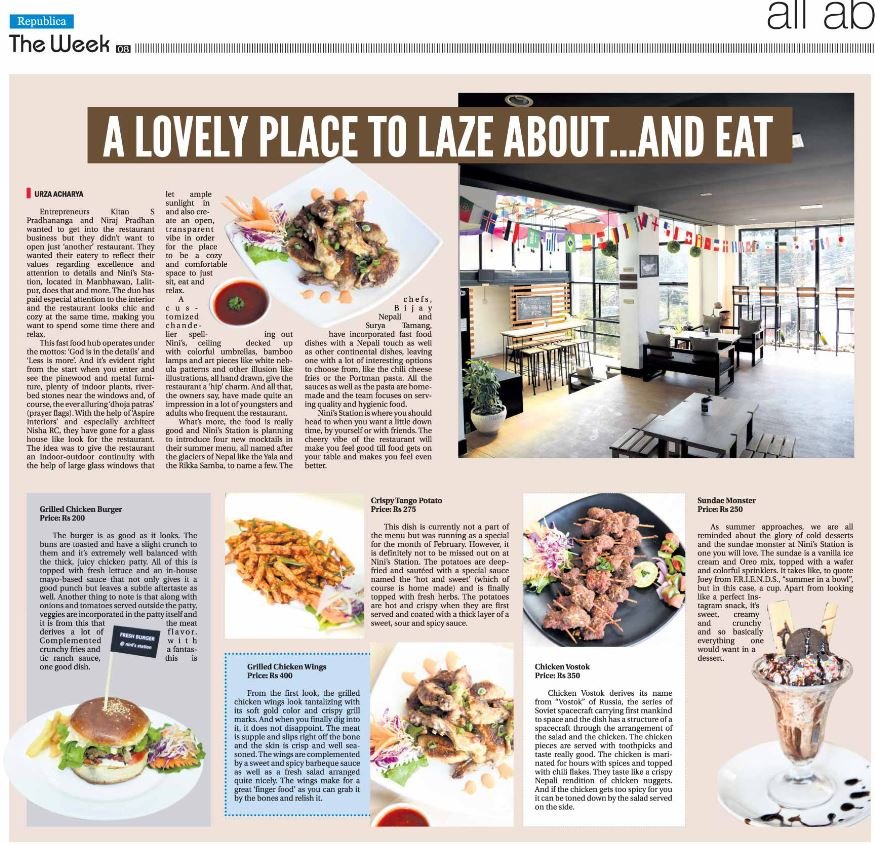 all ab
Republica
The Week 08
A LOVELY PLACE TO LAZE ABOUT...AND EAT
URZA ACHARYA
Entrepreneurs Kitan S
Pradhananga and Niraj Pradhan
wanted to get into the restaurant
business but they didn't want to
open just 'another' restaurant. They
wanted their eatery to reflect their
values regarding excellence and
attention to details and Nini's Sta-
tion, located in Manbhawan, Lalit-
pur, does that and more. The duo has
paid especial attention to the interior
and the restaurant looks chic and
cozy at the same time, making you
want to spend some time there and
relax.
This fast food hub operates under
the mottos: 'God is in the details' and
'Less is more'. And it's evident right
from the start when you enter and
see the pinewood and metal furni-
ture, plenty of indoor plants, river-
bed stones near the windows and, of
course, the ever alluring 'dhoja patras'
(prayer flags). With the help of 'Aspire
Interiors' and especially architect
Nisha RC, they have gone for a glass
house like look for the restaurant.
The idea was to give the restaurant
an indoor-outdoor continuity with
the help of large glass windows that
let ample
sunlight in
and also cre-
ate an open,
transparent
vibe in order
for the place
to be a cozy
and comfortable
space to just
sit, eat and
relax.
A
cus-
tomized
chande-
lier spell-
ing out
Nini's, ceiling decked up
with colorful umbrellas, bamboo
lamps and art pieces like white neb-
ula patterns and other illusion like
illustrations, all hand drawn, give the
restaurant a 'hip' charm. And all that,
the owners say, have made quite an
impression in a lot of youngsters and
adults who frequent the restaurant.
What's more, the food is really
good and Nini's Station is planning
to introduce four new mocktails in
their summer menu, all named after
the glaciers of Nepal like the Yala and
the Rikka Samba, to name a few. The
chefs,
Bijay
Nepali and
Surya Tamang,
have incorporated fast food
dishes with a Nepali touch as well
as other continental dishes, leaving
one with a lot of interesting options
to choose from, like the chili cheese
fries or the Portman pasta. All the
sauces as well as the pasta are home-
made and the team focuses on serv-
ing quality and hygienic food.
Nini's Station is where you should
head to when you want a little down
time, by yourself or with friends. The
cheery vibe of the restaurant will
make you feel good till food gets on
your table and makes you feel even
better.
Grilled Chicken Burger
Price: Rs 200
The burger is as good as it looks. The
buns are toasted and have a slight crunch to
them and it's extremely well balanced with
the thick, juicy chicken patty. All of this is
topped with fresh lettuce and an in-house
mayo-based sauce that not only gives it a
good punch but leaves a subtle aftertaste as
well. Another thing to note is that along with
onions and tomatoes served outside the patty,
veggies are incorporated in the patty itself and
it is from this that the meat
derives a lot of flavor.
Complemented with
crunchy fries and a fantas-
tic ranch sauce, this is
one good dish.
FRESH BURGER
@ nini's station
Crispy Tango Potato
Price: Rs 275
This dish is currently not a part of
the menu but was running as a special
for the month of February. However, it
is definitely not to be missed out on at
Nini's Station. The potatoes are deep-
fried and sautéed with a special sauce
named the 'hot and sweet' (which of
course is home made) and is finally
topped with fresh herbs. The potatoes
are hot and crispy when they are first
served and coated with a thick layer of a
sweet, sour and spicy sauce.
Grilled Chicken Wings
Price: Rs 400
From the first look, the grilled
chicken wings look tantalizing with
its soft gold color and crispy grill
marks. And when you finally dig into
it, it does not disappoint. The meat
is supple and slips right off the bone
and the skin is crisp and well sea-
soned. The wings are complemented
by a sweet and spicy barbeque sauce
as well as a fresh salad arranged
quite nicely. The wings make for a
great 'finger food' as you can grab it
by the bones and relish it.
Chicken Vostok
Price: Rs 350
Chicken Vostok derives its name
from "Vostok" of Russia, the series of
Soviet spacecraft carrying first mankind
to space and the dish has a structure of a
spacecraft through the arrangement of
the salad and the chicken. The chicken
pieces are served with toothpicks and
taste really good. The chicken is mari-
nated for hours with spices and topped
with chili flakes. They taste like a crispy
Nepali rendition of chicken nuggets.
And if the chicken gets too spicy for you
it can be toned down by the salad served
on the side.
Sundae Monster
Price: Rs 250
As summer approaches, we are all
reminded about the glory of cold desserts
and the sundae monster at Nini's Station is
one you will love. The sundae is a vanilla ice
cream and Oreo mix, topped with a wafer
and colorful sprinklers. It takes like, to quote
Joey from F.R.I.E.N.D.S., "summer in a bowl",
but in this case, a cup. Apart from looking
like a perfect Ins-
tagram snack, it's
sweet, creamy
and crunchy
and so basically
everything one
would want in a
dessert.